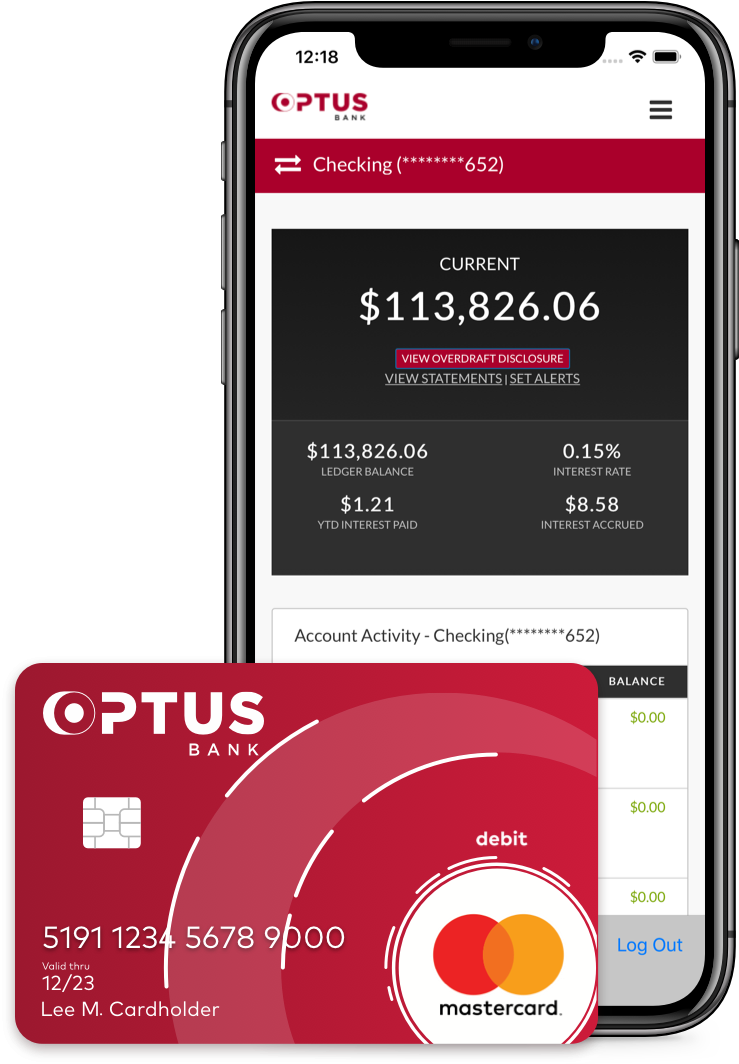 12:18
OPTUS
BANK
Checking (********652)
CURRENT
$113,826.06
VIEW OVERDRAFT DISCLOSURE
VIEW STATEMENTS | SET ALERTS
$113,826.06 0.15%
LEDGER BALANCE INTEREST RATE
$1.21 $8.58
YTD INTEREST PAID INTEREST ACCRUED
Account Activity - Checking(********652)
BALANCE
$0.00
$0.00
$0.00
Log Out
OPTUS
BANK
debit
5191 1234 5678 9000
Valid thru
12/23
Lee M. Cardholder
mastercard.